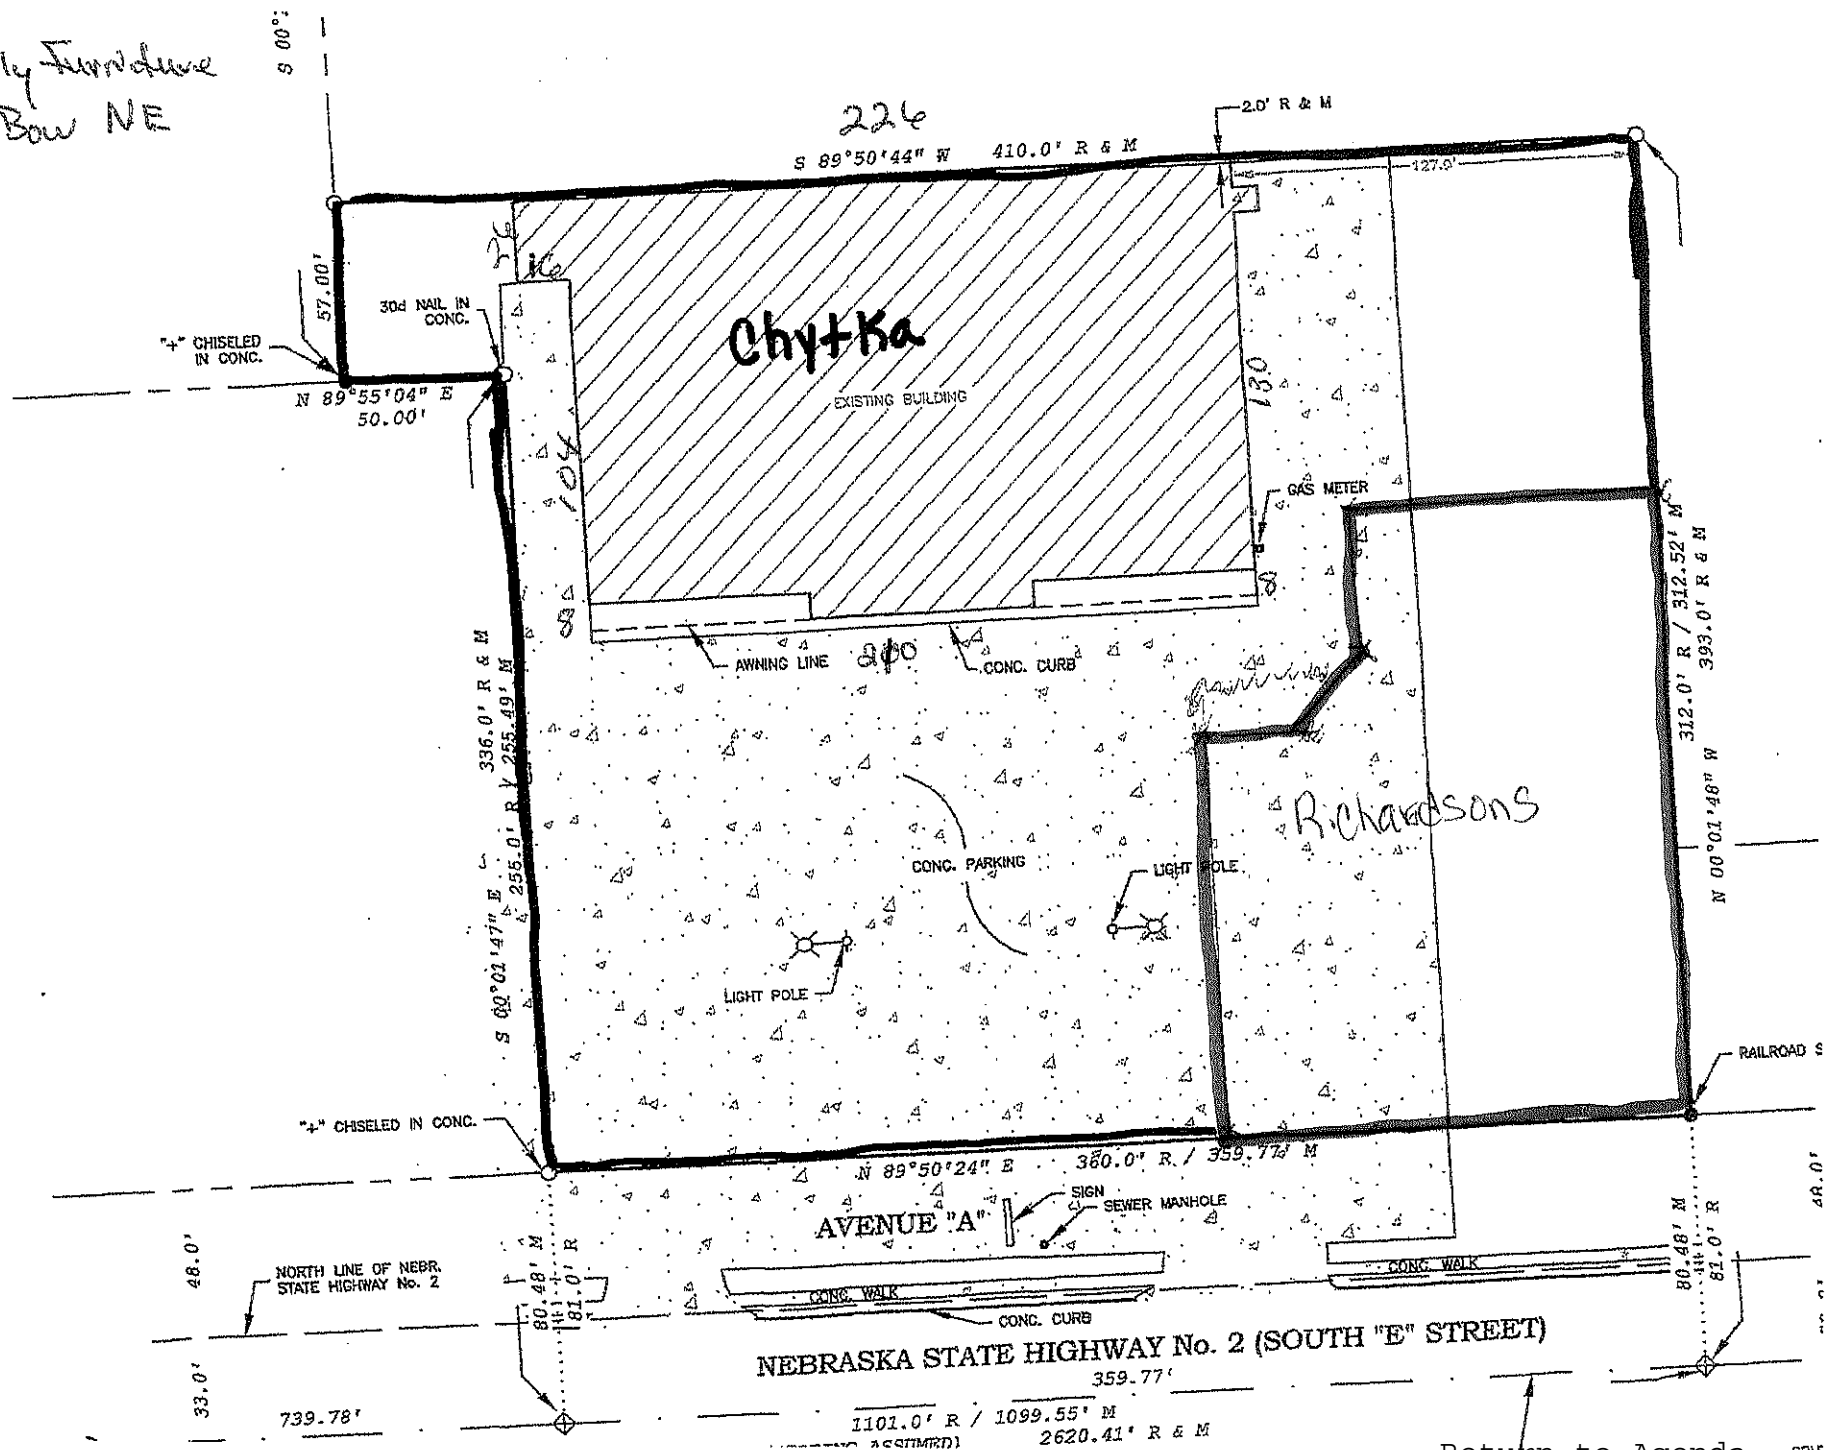 S 00°
Furniture
Bow NE
226
2.0' R & M
S 89°50'44" W 410.0' R & M
127.9'
26
16
57.00'
30d NAIL IN
CONC.
"+" CHISELED
IN CONC.
Chytka
EXISTING BUILDING
130
N 89°55'04" E
50.00'
104
GAS METER
8
8
AWNING LINE
CONC. CURB
312.0' R / 312.52' M
393.0' R & M
N 00°01'48" W
336.0' R & M
255.0' R / 255.49' M
S 00°01'47" E
Richardsons
CONC. PARKING
LIGHT POLE
LIGHT POLE
RAILROAD S
"+" CHISELED IN CONC.
N 89°50'24" E 360.0' R / 359.77' M
SIGN
AVENUE "A"
SEWER MANHOLE
48.0'
NORTH LINE OF NEBR.
STATE HIGHWAY No. 2
80.48' M
81.0' R
CONC. WALK
CONC. WALK
80.48' M
81.0' R
48.0'
CONC. CURB
NEBRASKA STATE HIGHWAY No. 2 (SOUTH "E" STREET)
33.0'
359.77'
739.78'
1101.0' R / 1099.55' M
ASSUMED)
2620.41' R & M
Return to Agenda